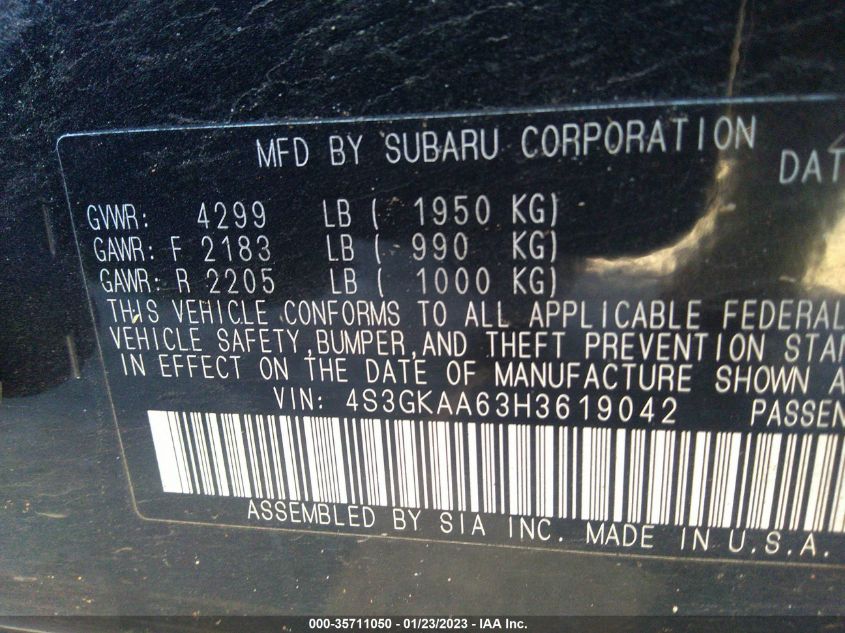 MFD BY SUBARU CORPORATION
DAT
GVWR: 4299 LB ( 1950 KG)
GAWR: F 2183 LB ( 990 KG)
GAWR: R 2205 LB ( 1000 KG)
THIS VEHICLE CONFORMS TO ALL APPLICABLE FEDERAL
VEHICLE SAFETY, BUMPER, AND THEFT PREVENTION STAN
IN EFFECT ON THE DATE OF MANUFACTURE SHOWN A
VIN: 4S3GKAA63H3619042 PASSEN
ASSEMBLED BY SIA INC. MADE IN U.S.A.
000-35711050 - 01/23/2023 - IAA Inc.